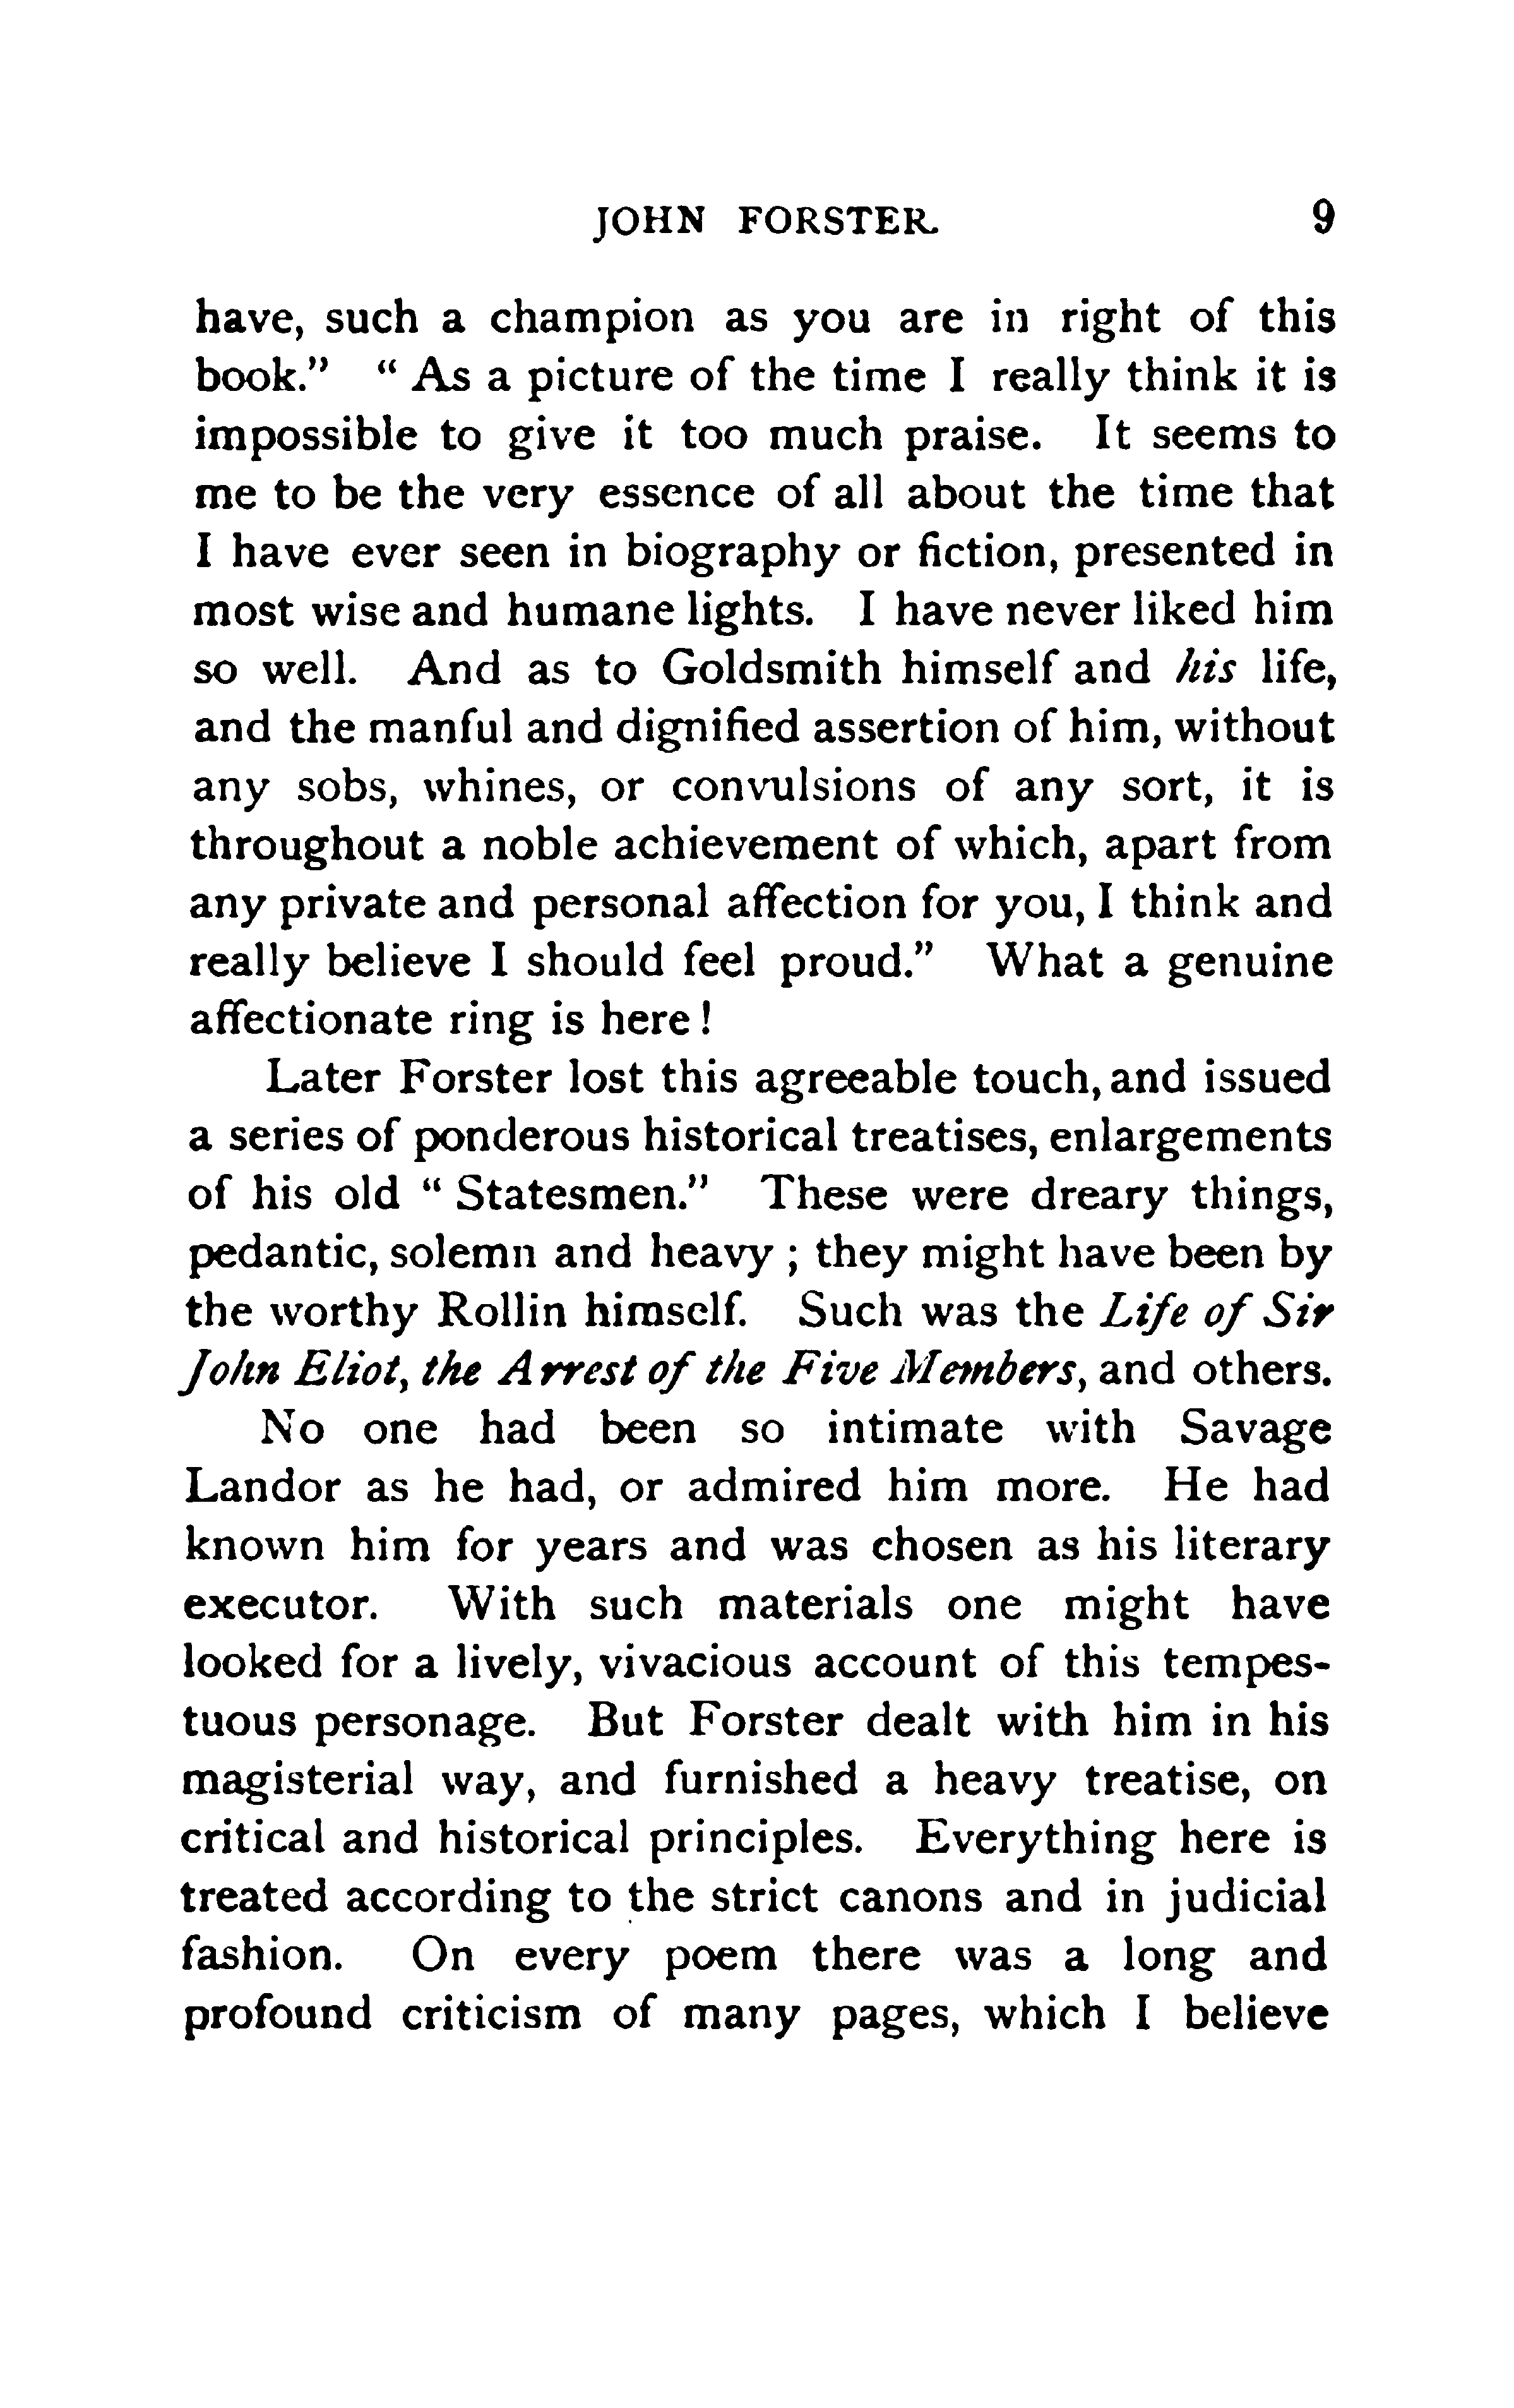 JOHN FORSTER. 9
have, such a champion as you are in right of this
book." " As a picture of the time I really think it is
impossible to give it too much praise. It seems to
me to be the very essence of all about the time that
I have ever seen in biography or fiction, presented in
most wise and humane lights. I have never liked him
so well. And as to Goldsmith himself and his life,
and the manful and dignified assertion of him, without
any sobs, whines, or convulsions of any sort, it is
throughout a noble achievement of which, apart from
any private and personal affection for you, I think and
really believe I should feel proud." What a genuine
affectionate ring is here !
Later Forster lost this agreeable touch, and issued
a series of ponderous historical treatises, enlargements
of his old " Statesmen." These were dreary things,
pedantic, solemn and heavy ; they might have been by
the worthy Rollin himself. Such was the Life of Sir
John Eliot, the Arrest of the Five Members, and others.
No one had been so intimate with Savage
Landor as he had, or admired him more. He had
known him for years and was chosen as his literary
executor. With such materials one might have
looked for a lively, vivacious account of this tempes-
tuous personage. But Forster dealt with him in his
magisterial way, and furnished a heavy treatise, on
critical and historical principles. Everything here is
treated according to the strict canons and in judicial
fashion. On every poem there was a long and
profound criticism of many pages, which I believe